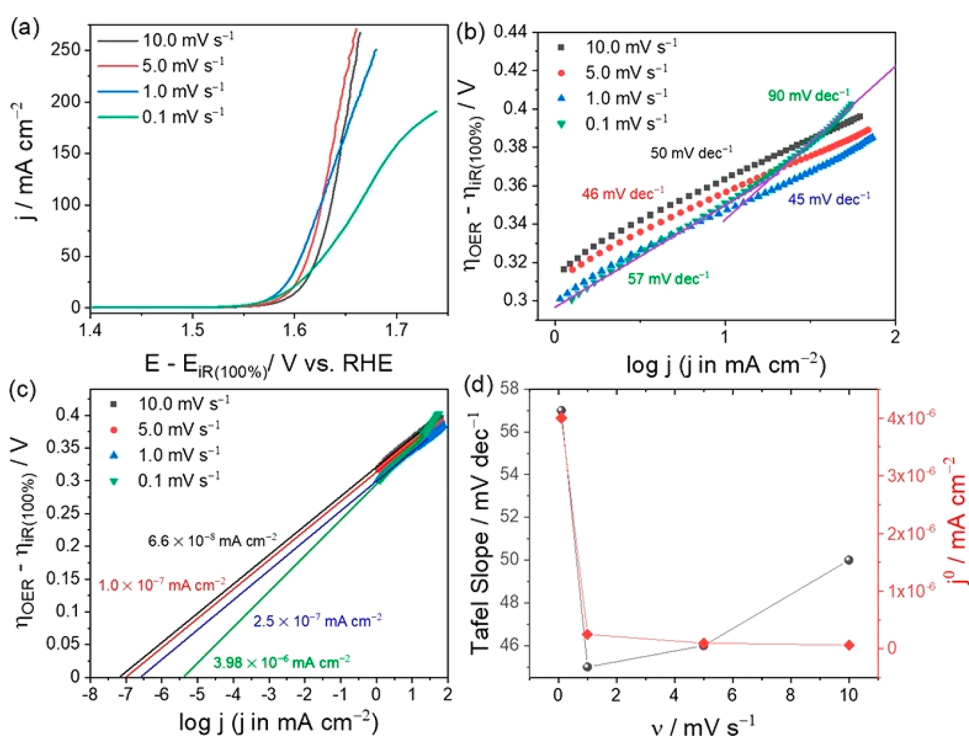 (a)
10.0 mV s⁻¹
5.0 mV s⁻¹
1.0 mV s⁻¹
0.1 mV s⁻¹
250
200
150
100
50
0
1.4
1.5
1.6
1.7
j / mA cm⁻²
E - E_iR(100%)/ V vs. RHE
(b)
10.0 mV s⁻¹
5.0 mV s⁻¹
1.0 mV s⁻¹
0.1 mV s⁻¹
90 mV dec⁻¹
50 mV dec⁻¹
46 mV dec⁻¹
45 mV dec⁻¹
57 mV dec⁻¹
0.44
0.42
0.4
0.38
0.36
0.34
0.32
0.3
0
1
2
η_OER - η_iR(100%) / V
log j (j in mA cm⁻²)
(c)
10.0 mV s⁻¹
5.0 mV s⁻¹
1.0 mV s⁻¹
0.1 mV s⁻¹
6.6 × 10⁻⁸ mA cm⁻²
1.0 × 10⁻⁷ mA cm⁻²
2.5 × 10⁻⁷ mA cm⁻²
3.98 × 10⁻⁶ mA cm⁻²
0.4
0.35
0.3
0.25
0.4
0.15
0.1
0.05
0
-8
-7
-6
-5
-4
-3
-2
-1
0
1
2
η_OER - η_iR(100%) / V
log j (j in mA cm⁻²)
(d)
58
56
54
52
50
48
46
0
2
4
6
8
10
Tafel Slope / mV dec⁻¹
ν / mV s⁻¹
4x10⁻⁶
3x10⁻⁶
2x10⁻⁶
1x10⁻⁶
0
j⁰ / mA cm⁻²